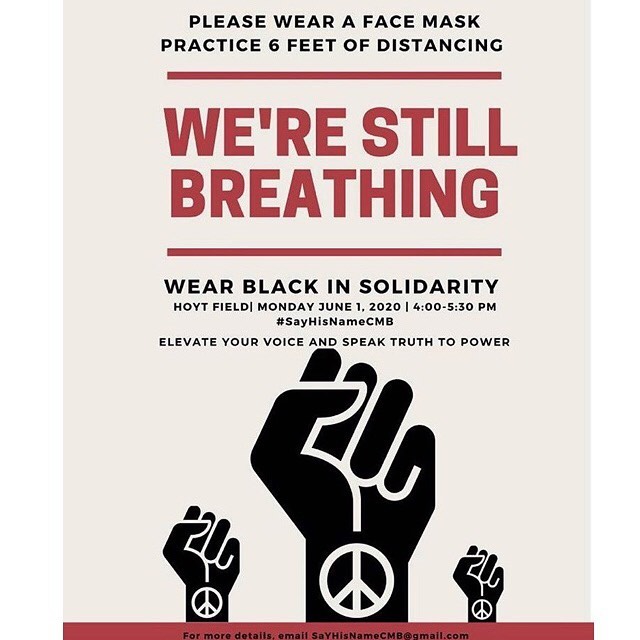 PLEASE WEAR A FACE MASK
PRACTICE 6 FEET OF DISTANCING
WE'RE STILL
BREATHING
WEAR BLACK IN SOLIDARITY
HOYT FIELD| MONDAY JUNE 1, 2020 | 4:00-5:30 PM
#SayHisNameCMB
ELEVATE YOUR VOICE AND SPEAK TRUTH TO POWER
For more details, email SaYHisNameCMB@gmail.com